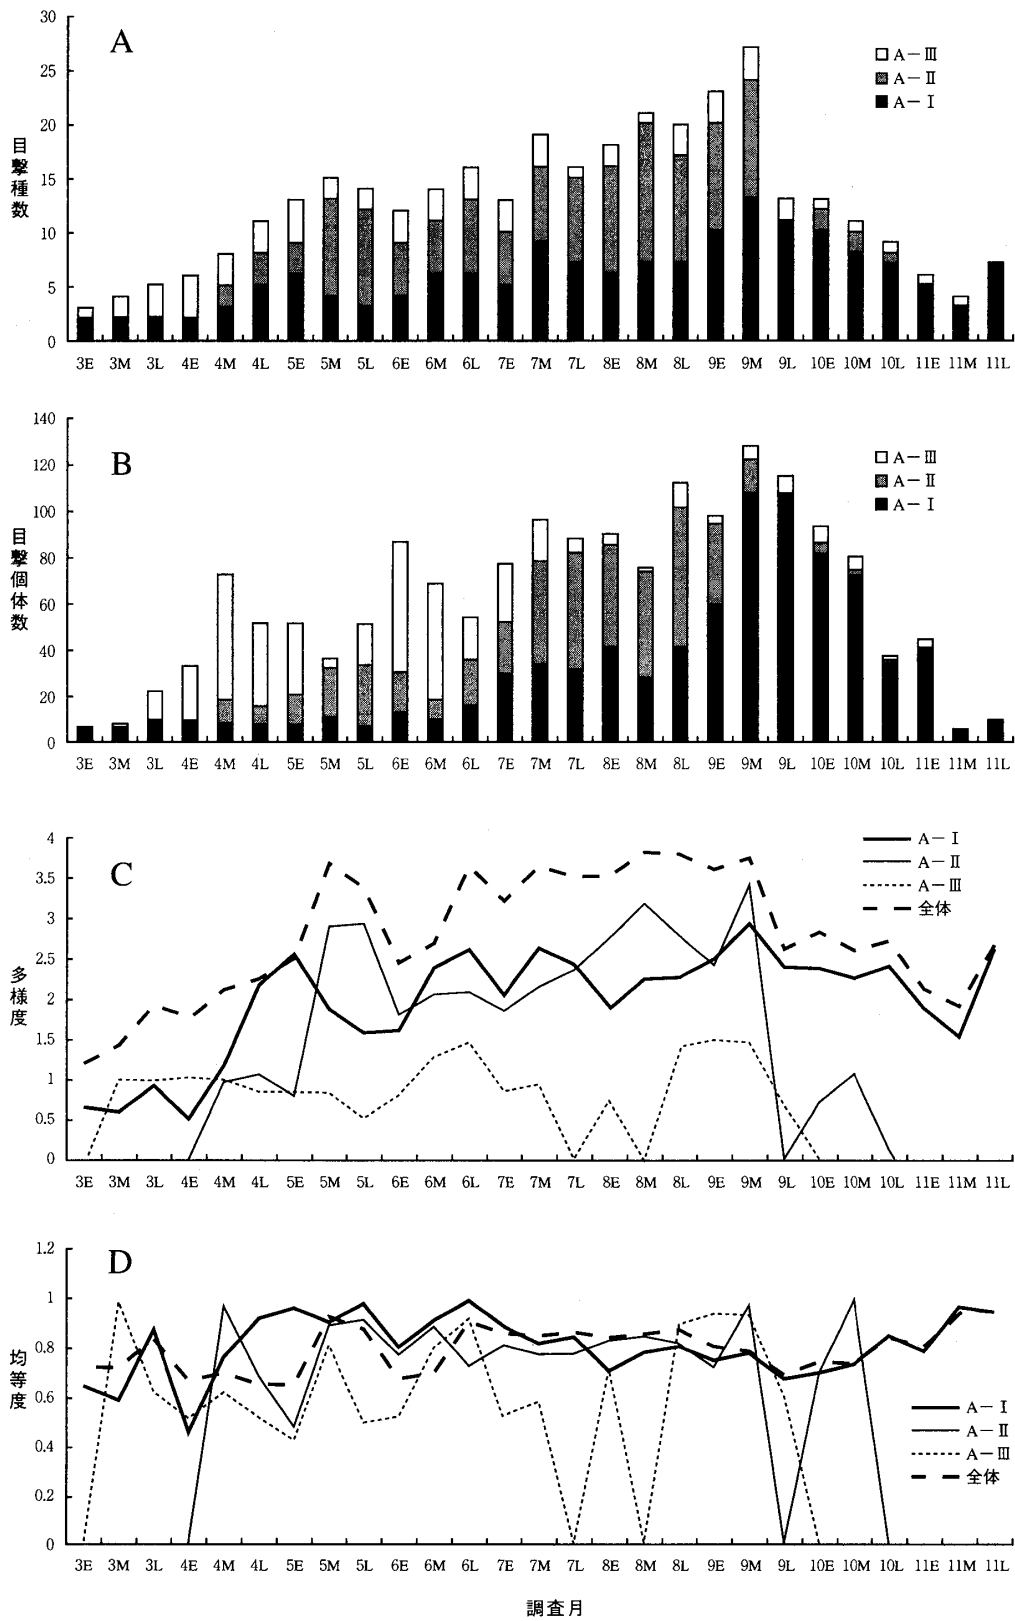 A
30
25
20
15
10
5
0
目撃種数
A－Ⅲ
A－Ⅱ
A－Ⅰ
3E 3M 3L 4E 4M 4L 5E 5M 5L 6E 6M 6L 7E 7M 7L 8E 8M 8L 9E 9M 9L 10E 10M 10L 11E 11M 11L
B
140
120
100
80
60
40
20
0
目撃個体数
A－Ⅲ
A－Ⅱ
A－Ⅰ
3E 3M 3L 4E 4M 4L 5E 5M 5L 6E 6M 6L 7E 7M 7L 8E 8M 8L 9E 9M 9L 10E 10M 10L 11E 11M 11L
C
4
3.5
3
2.5
2
1.5
1
0.5
0
多様度
A－Ⅰ
A－Ⅱ
A－Ⅲ
全体
3E 3M 3L 4E 4M 4L 5E 5M 5L 6E 6M 6L 7E 7M 7L 8E 8M 8L 9E 9M 9L 10E 10M 10L 11E 11M 11L
D
1.2
1
0.8
0.6
0.4
0.2
0
均等度
A－Ⅰ
A－Ⅱ
A－Ⅲ
全体
3E 3M 3L 4E 4M 4L 5E 5M 5L 6E 6M 6L 7E 7M 7L 8E 8M 8L 9E 9M 9L 10E 10M 10L 11E 11M 11L
調査月